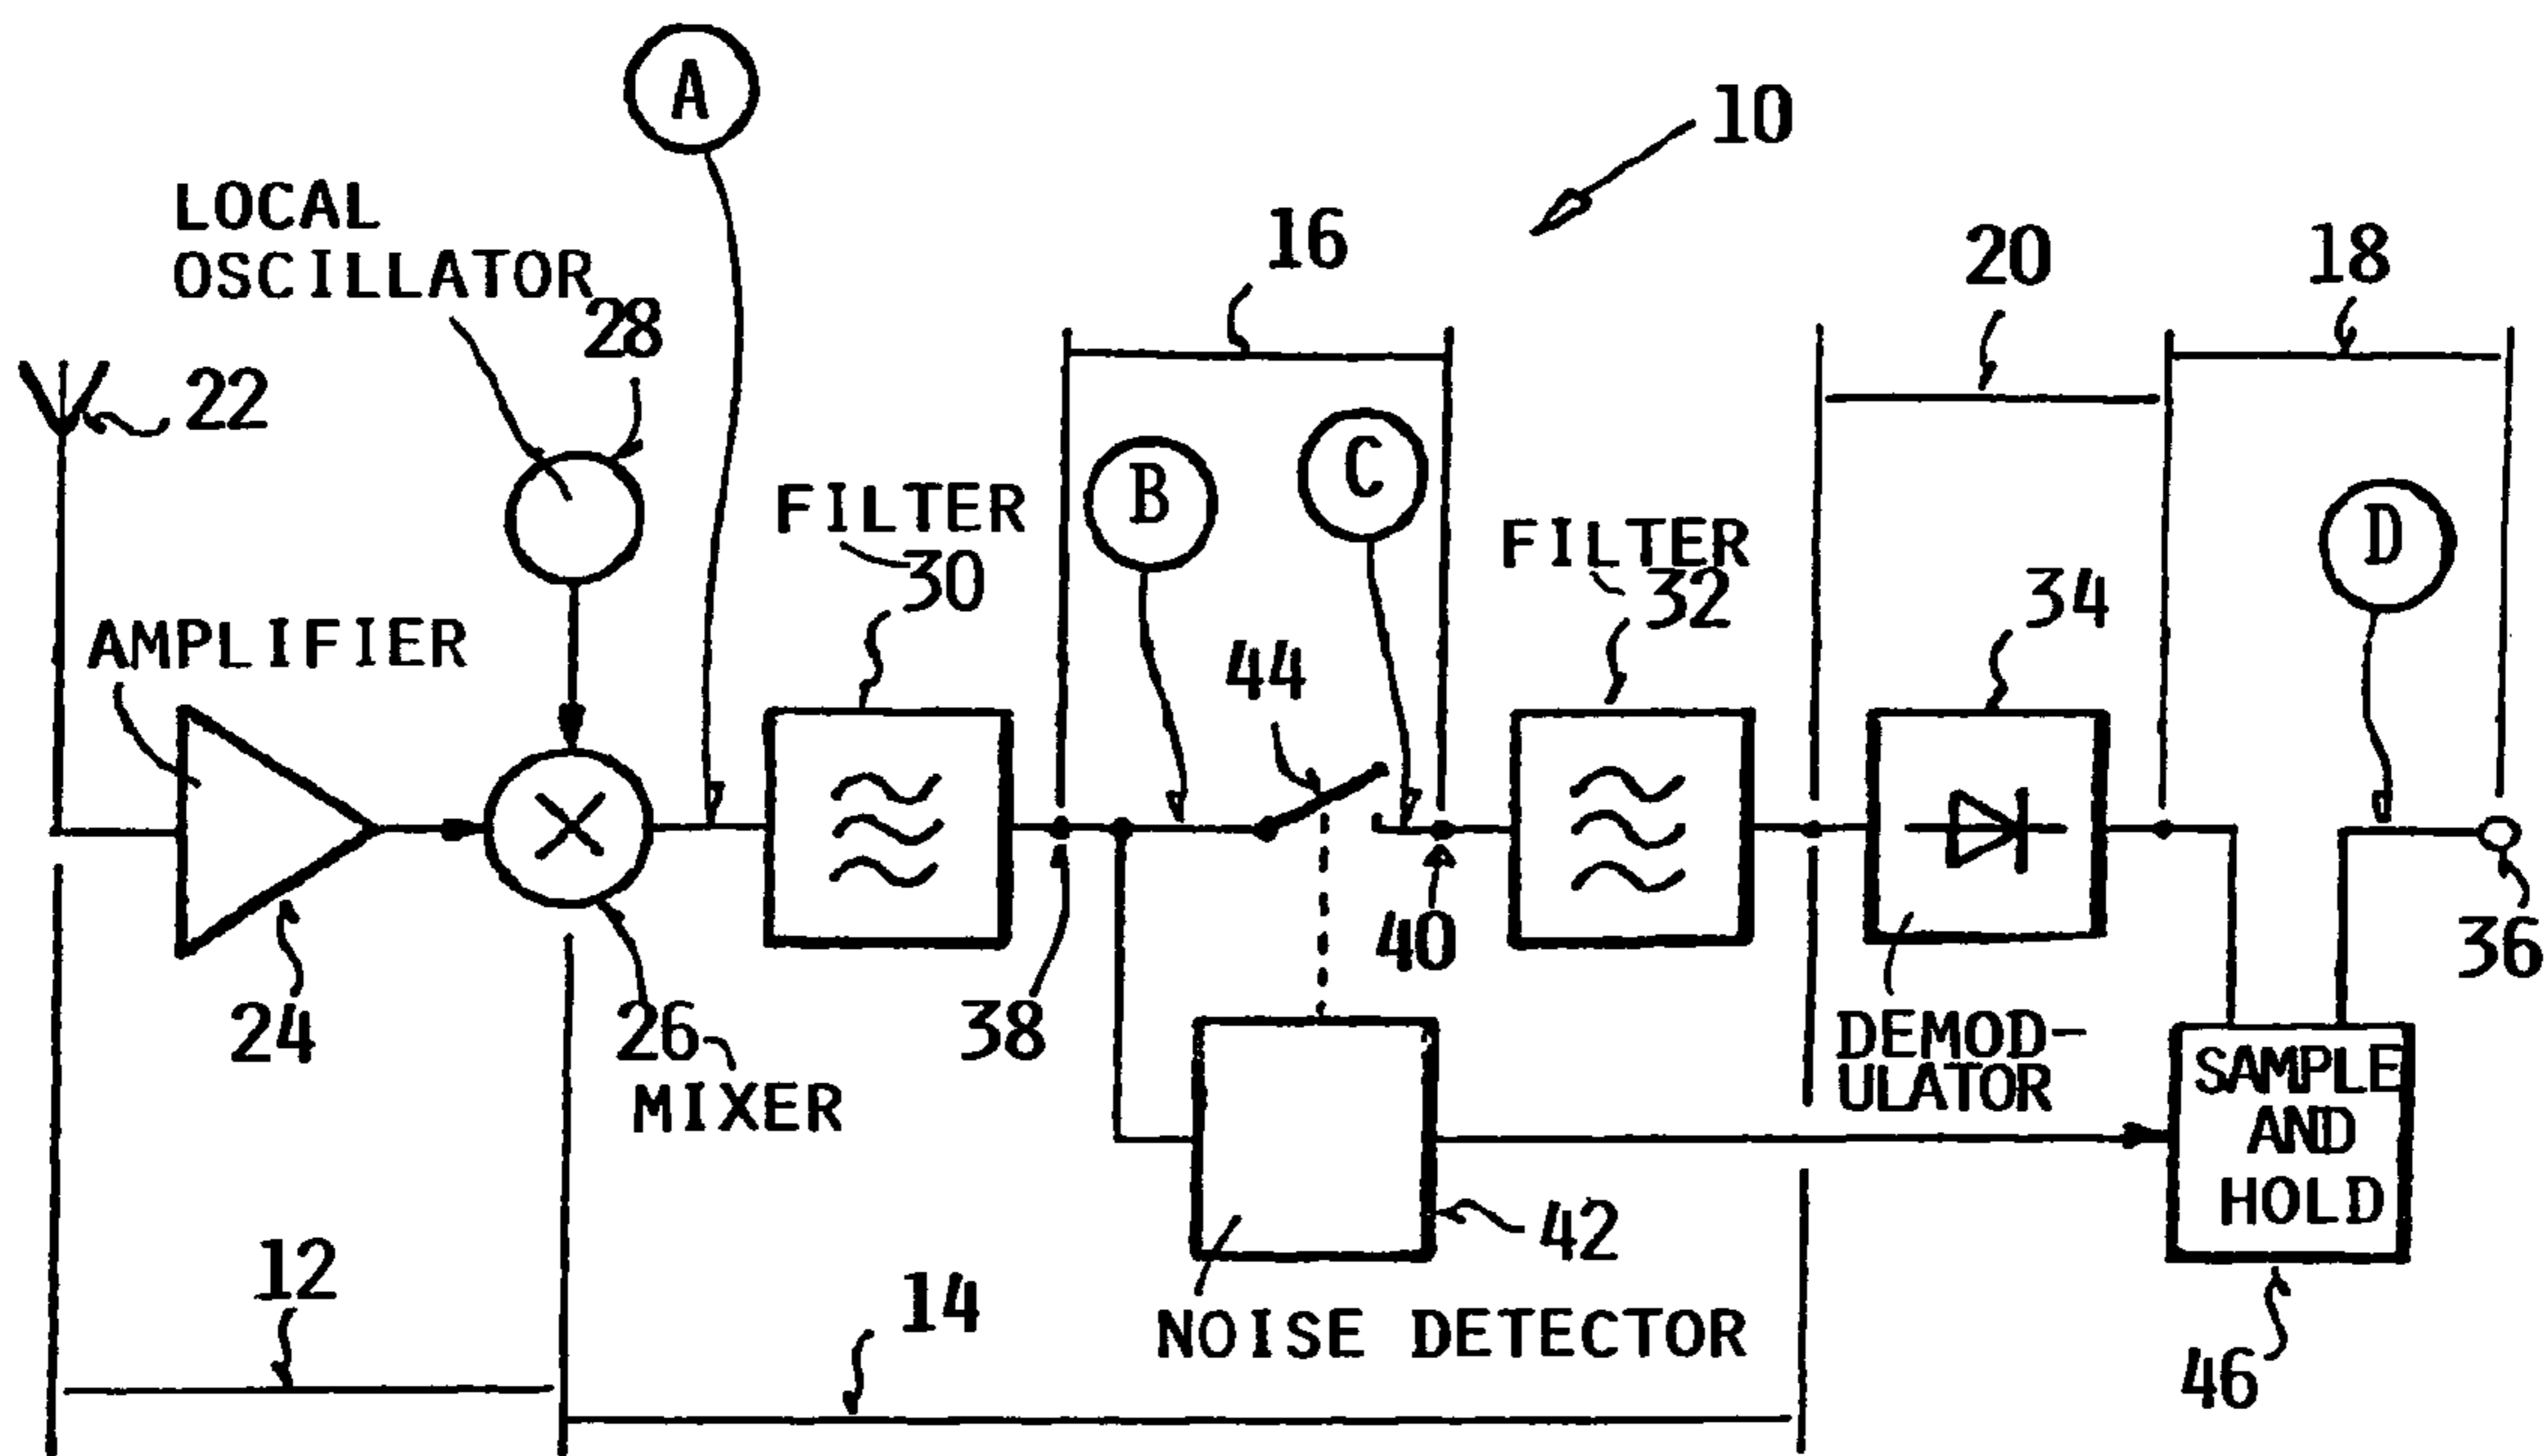 A
10
LOCAL
OSCILLATOR
28
16
20
18
22
B
C
D
FILTER
30
FILTER
32
34
AMPLIFIER
44
24
26
MIXER
38
40
36
DEMOD-
ULATOR
SAMPLE
AND
HOLD
42
NOISE DETECTOR
12
14
46